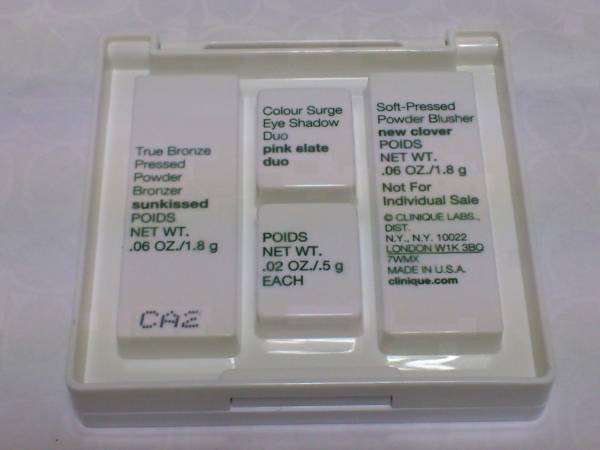 True Bronze
Pressed
Powder
Bronzer
sunkissed
POIDS
NET WT.
.06 OZ./1.8 g
CA2
Colour Surge
Eye Shadow
Duo
pink slate
duo
POIDS
NET WT.
.02 OZ./.5 g
EACH
Soft-Pressed
Powder Blusher
new clover
POIDS
NET WT.
.06 OZ./1.8 g
Not For
Individual Sale
© CLINIQUE LABS.,
DIST.
N.Y., N.Y. 10022
LONDON W1K 3BQ
7WMX
MADE IN U.S.A.
clinique.com